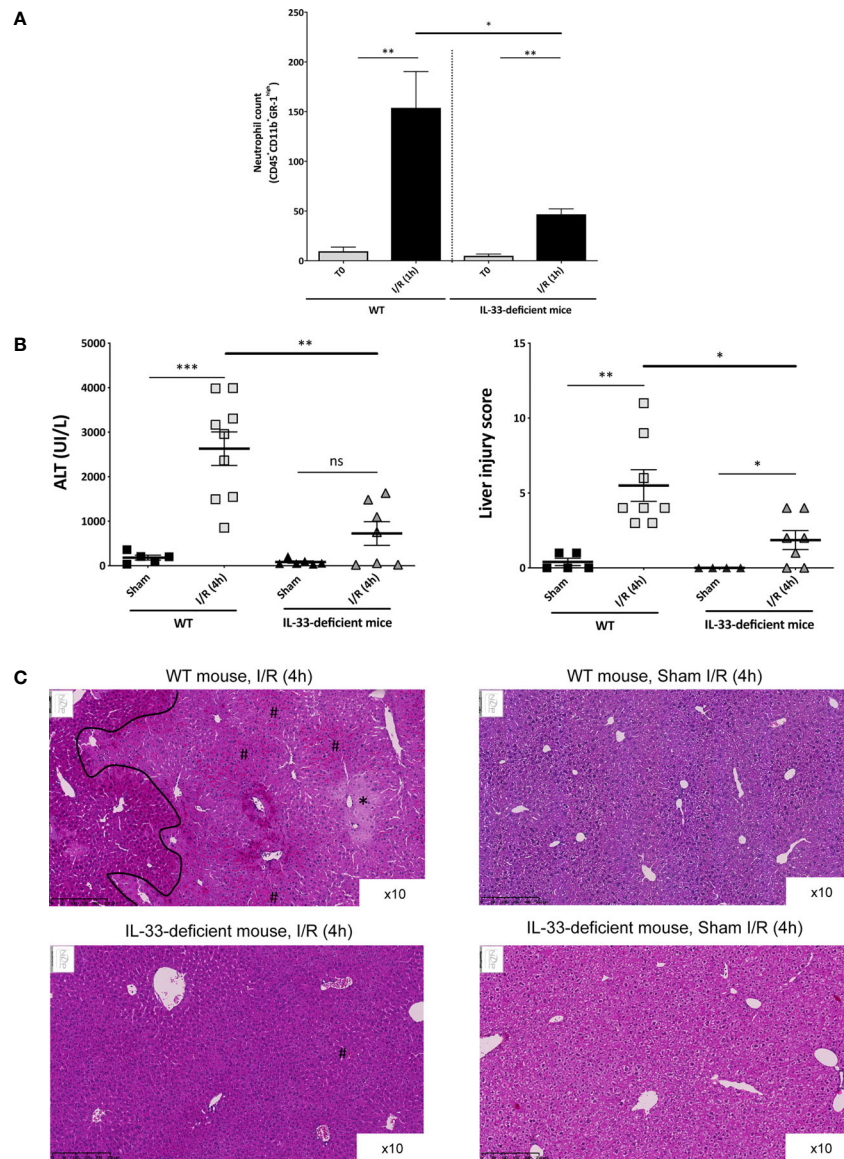 A
250
200
150
100
50
0
Neutrophil count
(CD45⁺CD11b⁺GR-1ʰⁱᵍʰ)
**
*
**
T0
I/R (1h)
T0
I/R (1h)
WT
IL-33-deficient mice
B
5000
4000
3000
2000
1000
0
ALT (UI/L)
***
**
ns
Sham
I/R (4h)
Sham
I/R (4h)
WT
IL-33-deficient mice
15
10
5
0
Liver injury score
**
*
*
Sham
I/R (4h)
Sham
I/R (4h)
WT
IL-33-deficient mice
C
WT mouse, I/R (4h)
WT mouse, Sham I/R (4h)
#
#
#
*
#
x10
x10
IL-33-deficient mouse, I/R (4h)
IL-33-deficient mouse, Sham I/R (4h)
#
x10
x10